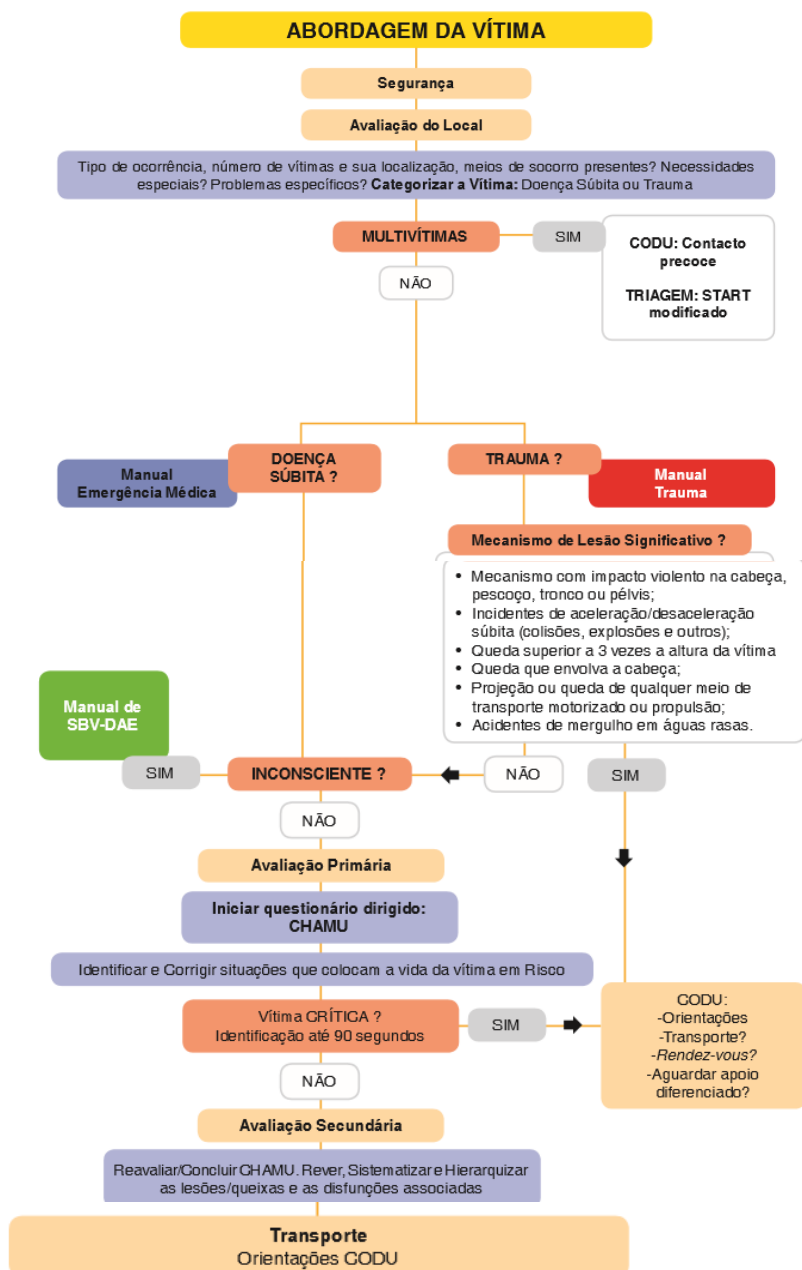 ABORDAGEM DA VÍTIMA
Segurança
Avaliação do Local
Tipo de ocorrência, número de vítimas e sua localização, meios de socorro presentes? Necessidades
especiais? Problemas específicos? Categorizar a Vítima: Doença Súbita ou Trauma
MULTIVÍTIMAS
SIM
CODU: Contacto
precoce
TRIAGEM: START
modificado
NÃO
Manual
Emergência Médica
DOENÇA
SÚBITA ?
TRAUMA ?
Manual
Trauma
Mecanismo de Lesão Significativo ?
• Mecanismo com impacto violento na cabeça,
pescoço, tronco ou pélvis;
• Incidentes de aceleração/desaceleração
súbita (colisões, explosões e outros);
• Queda superior a 3 vezes a altura da vítima
• Queda que envolva a cabeça;
• Projeção ou queda de qualquer meio de
transporte motorizado ou propulsão;
• Acidentes de mergulho em águas rasas.
Manual de
SBV-DAE
SIM
INCONSCIENTE ?
NÃO
SIM
NÃO
Avaliação Primária
Iniciar questionário dirigido:
CHAMU
Identificar e Corrigir situações que colocam a vida da vítima em Risco
Vítima CRÍTICA ?
Identificação até 90 segundos
SIM
CODU:
-Orientações
-Transporte?
-Rendez-vous?
-Aguardar apoio
diferenciado?
NÃO
Avaliação Secundária
Reavaliar/Concluir CHAMU. Rever, Sistematizar e Hierarquizar
as lesões/queixas e as disfunções associadas
Transporte
Orientações CODU